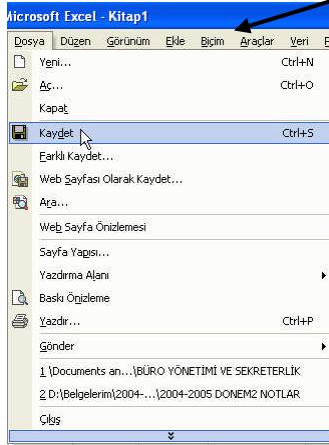 Microsoft Excel - Kitap1
Dosya Düzen Görünüm Ekle Biçim Araçlar Veri
Yeni... Ctrl+N
Aç... Ctrl+O
Kapat
Kaydet Ctrl+S
Farklı Kaydet...
Web Sayfası Olarak Kaydet...
Ara...
Web Sayfa Önizlemesi
Sayfa Yapısı...
Yazdırma Alanı
Baskı Önizleme
Yazdır... Ctrl+P
Gönder
1 \Documents an...\BÜRO YÖNETİMİ VE SEKRETERLİK
2 D:\Belgelerim\2004-...\2004-2005 DONEM2 NOTLAR
Çıkış